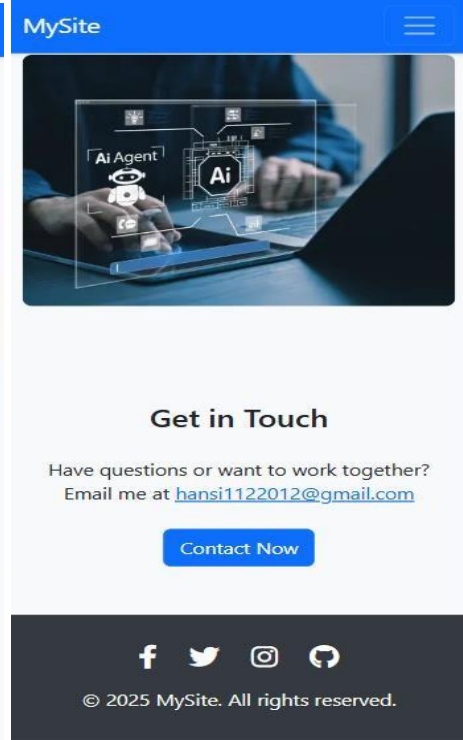 MySite
Ai Agent
Ai
Get in Touch
Have questions or want to work together?
Email me at hansi1122012@gmail.com
Contact Now
© 2025 MySite. All rights reserved.